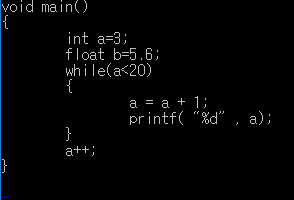 void main()
{
int a=3;
float b=5.6;
while(a<20)
{
a = a + 1;
printf( "%d" , a);
}
a++;
}